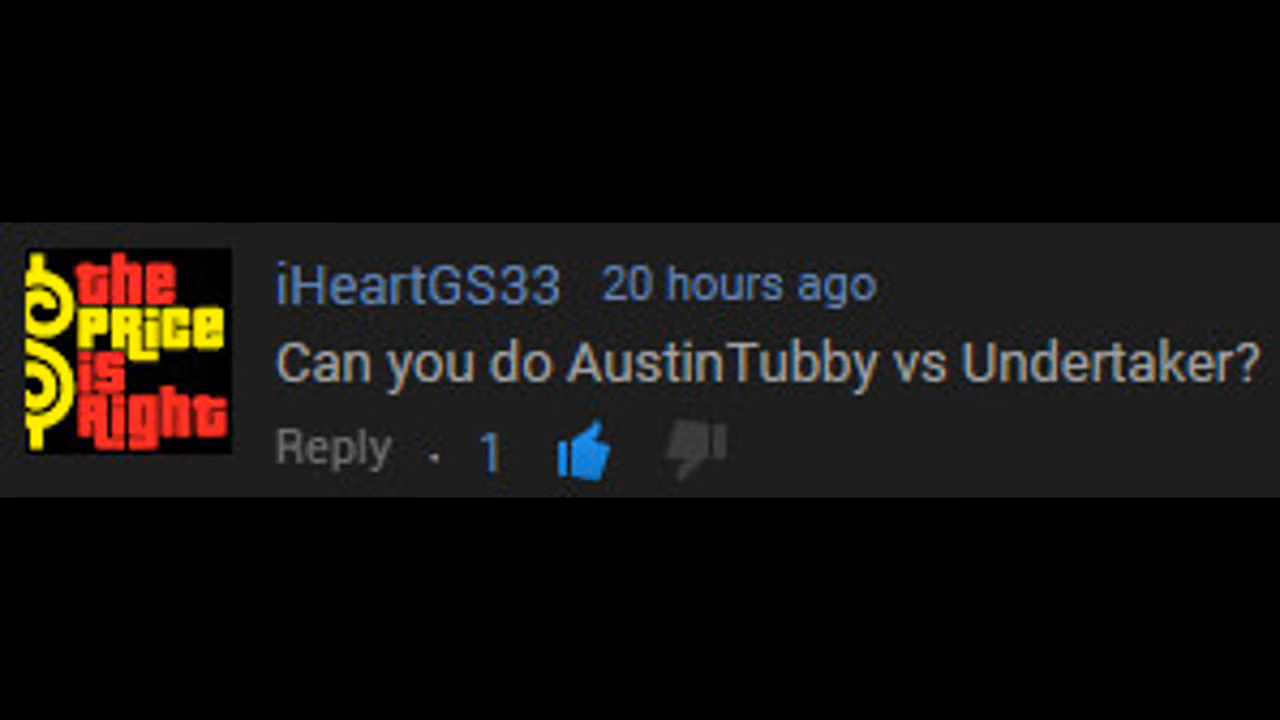 the
PRiCE
is
Right
iHeartGS33 20 hours ago
Can you do AustinTubby vs Undertaker?
Reply · 1